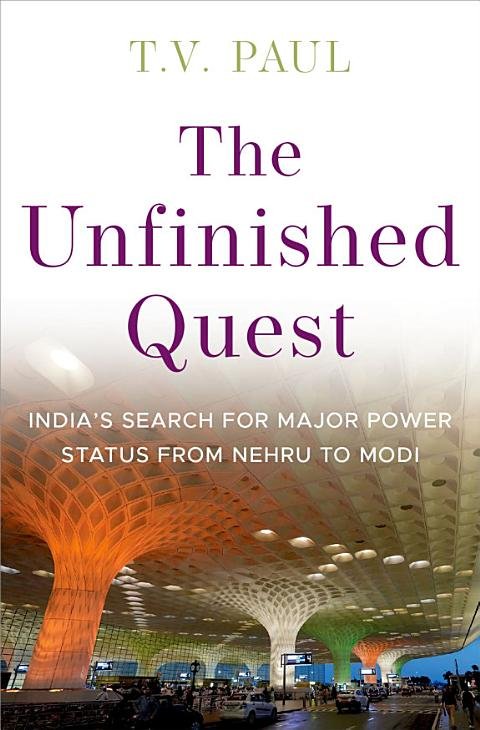 T.V. PAUL
The
Unfinished
Quest
INDIA'S SEARCH FOR MAJOR POWER
STATUS FROM NEHRU TO MODI